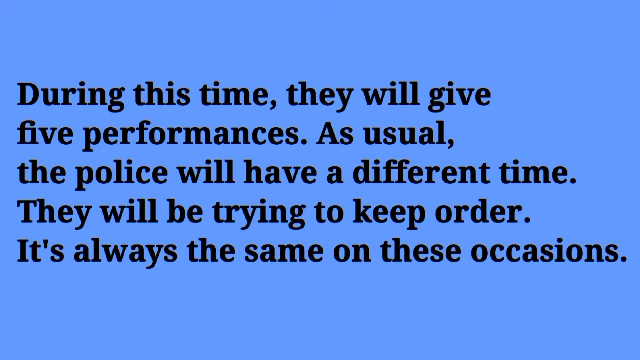 During this time, they will give
five performances. As usual,
the police will have a different time.
They will be trying to keep order.
It's always the same on these occasions.